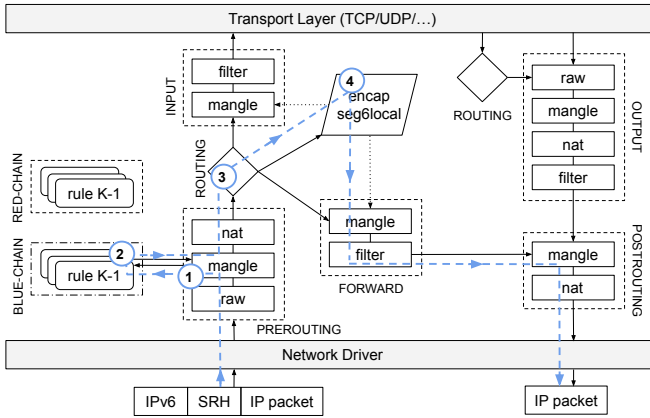 Transport Layer (TCP/UDP/…)
INPUT
filter
mangle
4
encap
seg6local
ROUTING
raw
mangle
nat
filter
OUTPUT
ROUTING
3
RED-CHAIN
rule K-1
BLUE-CHAIN
2
rule K-1
1
nat
mangle
raw
PREROUTING
mangle
filter
FORWARD
mangle
nat
POSTROUTING
Network Driver
IPv6 SRH IP packet
IP packet